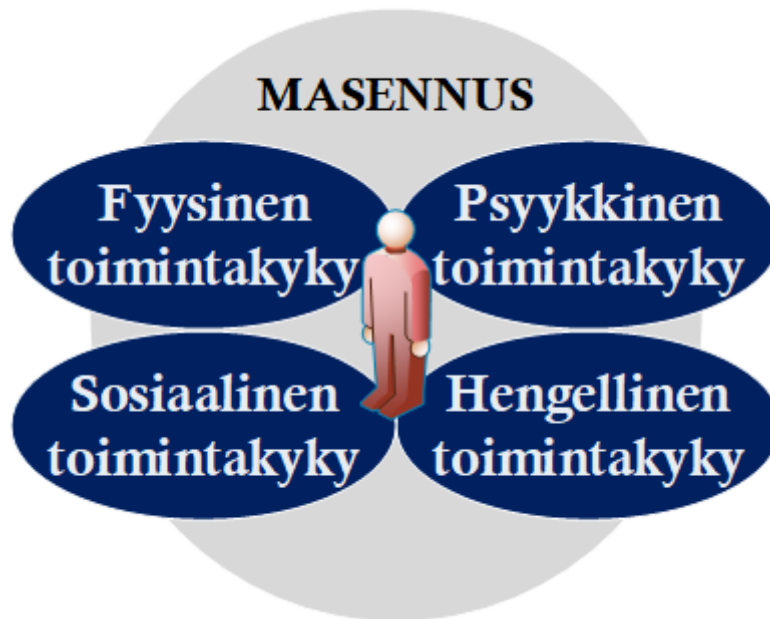 MASENNUS
Fyysinen
toimintakyky
Psyykkinen
toimintakyky
Sosiaalinen
toimintakyky
Hengellinen
toimintakyky